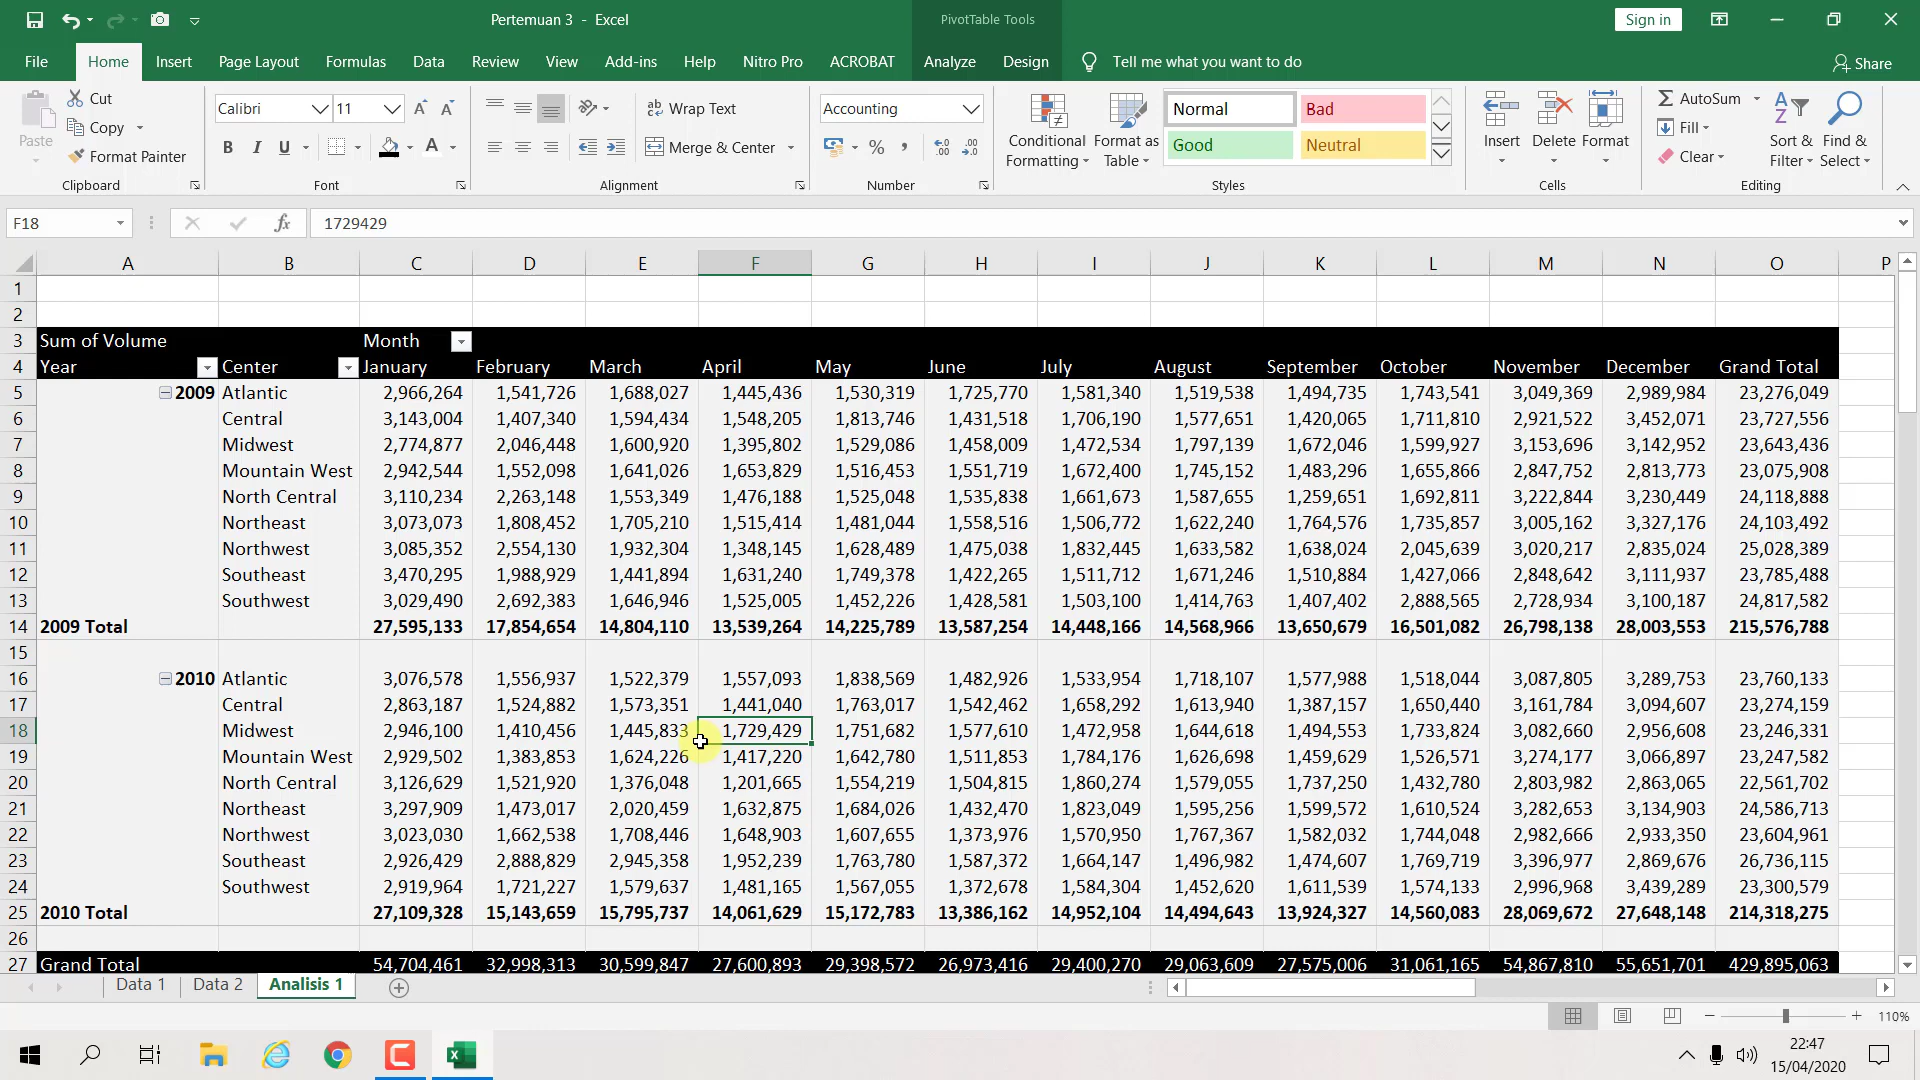 Pertemuan 3 - Excel
PivotTable Tools
Sign in
File Home Insert Page Layout Formulas Data Review View Add-ins Help Nitro Pro ACROBAT Analyze Design Tell me what you want to do Share
Cut
Copy
Format Painter
Paste
Clipboard
Calibri 11
B I U A
Font
Wrap Text
Merge & Center
Alignment
Accounting
%
Number
Conditional Formatting
Format as Table
Normal Bad
Good Neutral
Styles
Insert Delete Format
Cells
AutoSum
Fill
Clear
Sort & Filter
Find & Select
Editing
F18 fx 1729429
A B C D E F G H I J K L M N O P
1
2
3 Sum of Volume Month
4 Year Center January February March April May June July August September October November December Grand Total
5 2009 Atlantic 2,966,264 1,541,726 1,688,027 1,445,436 1,530,319 1,725,770 1,581,340 1,519,538 1,494,735 1,743,541 3,049,369 2,989,984 23,276,049
6 Central 3,143,004 1,407,340 1,594,434 1,548,205 1,813,746 1,431,518 1,706,190 1,577,651 1,420,065 1,711,810 2,921,522 3,452,071 23,727,556
7 Midwest 2,774,877 2,046,448 1,600,920 1,395,802 1,529,086 1,458,009 1,472,534 1,797,139 1,672,046 1,599,927 3,153,696 3,142,952 23,643,436
8 Mountain West 2,942,544 1,552,098 1,641,026 1,653,829 1,516,453 1,551,719 1,672,400 1,745,152 1,483,296 1,655,866 2,847,752 2,813,773 23,075,908
9 North Central 3,110,234 2,263,148 1,553,349 1,476,188 1,525,048 1,535,838 1,661,673 1,587,655 1,259,651 1,692,811 3,222,844 3,230,449 24,118,888
10 Northeast 3,073,073 1,808,452 1,705,210 1,515,414 1,481,044 1,558,516 1,506,772 1,622,240 1,764,576 1,735,857 3,005,162 3,327,176 24,103,492
11 Northwest 3,085,352 2,554,130 1,932,304 1,348,145 1,628,489 1,475,038 1,832,445 1,633,582 1,638,024 2,045,639 3,020,217 2,835,024 25,028,389
12 Southeast 3,470,295 1,988,929 1,441,894 1,631,240 1,749,378 1,422,265 1,511,712 1,671,246 1,510,884 1,427,066 2,848,642 3,111,937 23,785,488
13 Southwest 3,029,490 2,692,383 1,646,946 1,525,005 1,452,226 1,428,581 1,503,100 1,414,763 1,407,402 2,888,565 2,728,934 3,100,187 24,817,582
14 2009 Total 27,595,133 17,854,654 14,804,110 13,539,264 14,225,789 13,587,254 14,448,166 14,568,966 13,650,679 16,501,082 26,798,138 28,003,553 215,576,788
15
16 2010 Atlantic 3,076,578 1,556,937 1,522,379 1,557,093 1,838,569 1,482,926 1,533,954 1,718,107 1,577,988 1,518,044 3,087,805 3,289,753 23,760,133
17 Central 2,863,187 1,524,882 1,573,351 1,441,040 1,763,017 1,542,462 1,658,292 1,613,940 1,387,157 1,650,440 3,161,784 3,094,607 23,274,159
18 Midwest 2,946,100 1,410,456 1,445,833 1,729,429 1,751,682 1,577,610 1,472,958 1,644,618 1,494,553 1,733,824 3,082,660 2,956,608 23,246,331
19 Mountain West 2,929,502 1,383,853 1,624,226 1,417,220 1,642,780 1,511,853 1,784,176 1,626,698 1,459,629 1,526,571 3,274,177 3,066,897 23,247,582
20 North Central 3,126,629 1,521,920 1,376,048 1,201,665 1,554,219 1,504,815 1,860,274 1,579,055 1,737,250 1,432,780 2,803,982 2,863,065 22,561,702
21 Northeast 3,297,909 1,473,017 2,020,459 1,632,875 1,684,026 1,432,470 1,823,049 1,595,256 1,599,572 1,610,524 3,282,653 3,134,903 24,586,713
22 Northwest 3,023,030 1,662,538 1,708,446 1,648,903 1,607,655 1,373,976 1,570,950 1,767,367 1,582,032 1,744,048 2,982,666 2,933,350 23,604,961
23 Southeast 2,926,429 2,888,829 2,945,358 1,952,239 1,763,780 1,587,372 1,664,147 1,496,982 1,474,607 1,769,719 3,396,977 2,869,676 26,736,115
24 Southwest 2,919,964 1,721,227 1,579,637 1,481,165 1,567,055 1,372,678 1,584,304 1,452,620 1,611,539 1,574,133 2,996,968 3,439,289 23,300,579
25 2010 Total 27,109,328 15,143,659 15,795,737 14,061,629 15,172,783 13,386,162 14,952,104 14,494,643 13,924,327 14,560,083 28,069,672 27,648,148 214,318,275
26
27 Grand Total 54,704,461 32,998,313 30,599,847 27,600,893 29,398,572 26,973,416 29,400,270 29,063,609 27,575,006 31,061,165 54,867,810 55,651,701 429,895,063
Data 1 Data 2 Analisis 1
110%
22:47
15/04/2020